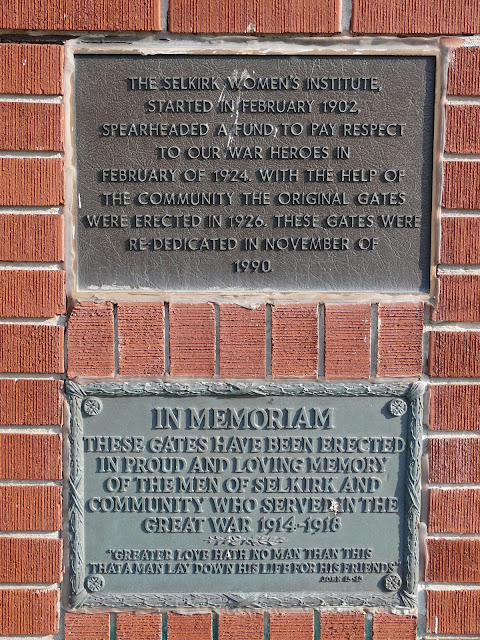 THE SELKIRK WOMEN'S INSTITUTE,
STARTED IN FEBRUARY 1902,
SPEARHEADED A FUND TO PAY RESPECT
TO OUR WAR HEROES IN
FEBRUARY OF 1924. WITH THE HELP OF
THE COMMUNITY THE ORIGINAL GATES
WERE ERECTED IN 1926. THESE GATES WERE
RE-DEDICATED IN NOVEMBER OF
1990.
IN MEMORIAM
THESE GATES HAVE BEEN ERECTED
IN PROUD AND LOVING MEMORY
OF THE MEN OF SELKIRK AND
COMMUNITY WHO SERVED IN THE
GREAT WAR 1914-1918
"GREATER LOVE HATH NO MAN THAN THIS
THAT A MAN LAY DOWN HIS LIFE FOR HIS FRIENDS"
JOHN